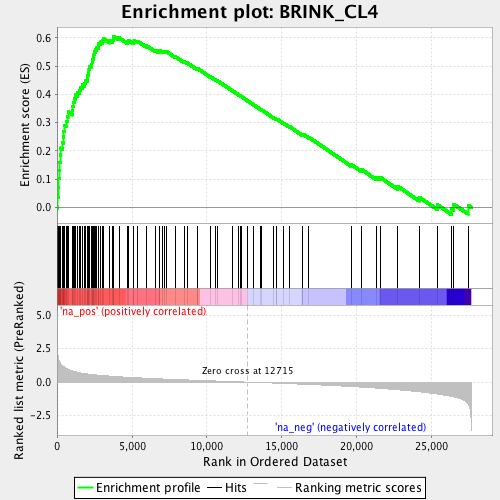 Enrichment plot: BRINK_CL4
Enrichment score (ES)
0.6
0.5
0.4
0.3
0.2
0.1
0.0
'na_pos' (positively correlated)
Ranked list metric (PreRanked)
5.0
2.5
0.0
-2.5
Zero cross at 12715
'na_neg' (negatively correlated)
0 5,000 10,000 15,000 20,000 25,000
Rank in Ordered Dataset
Enrichment profile Hits Ranking metric scores